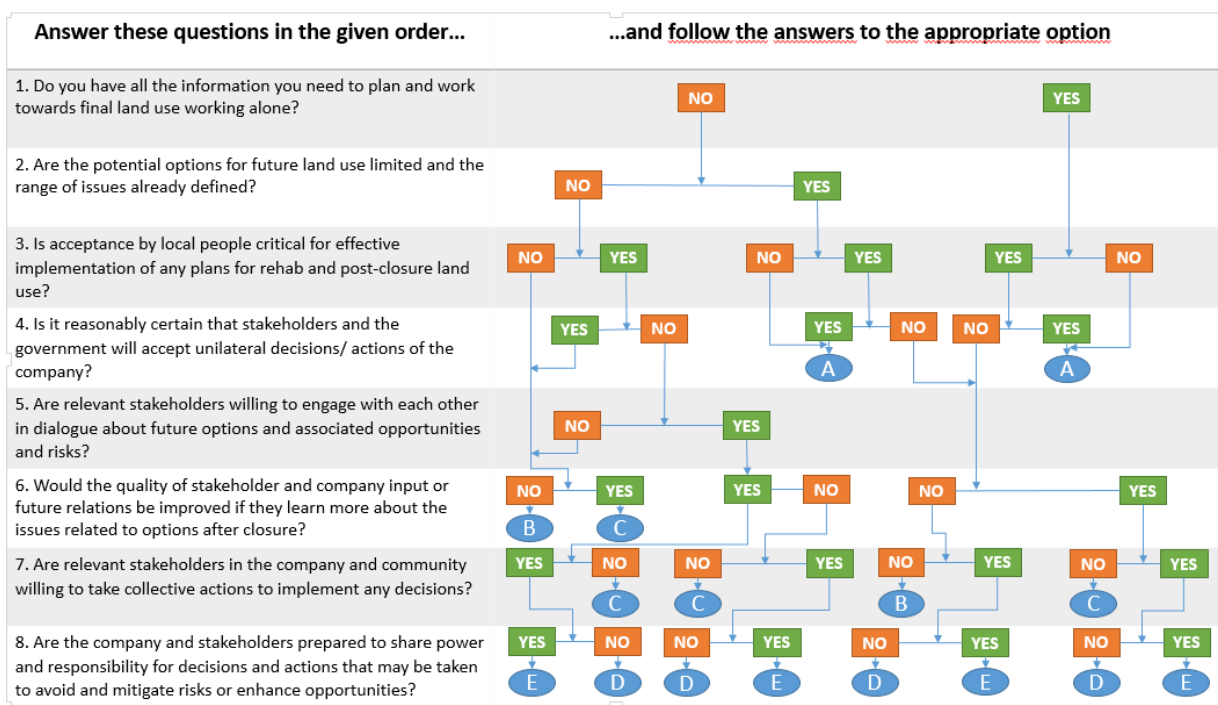 Answer these questions in the given order...
...and follow the answers to the appropriate option
1. Do you have all the information you need to plan and work
towards final land use working alone?
NO
YES
2. Are the potential options for future land use limited and the
range of issues already defined?
NO
YES
3. Is acceptance by local people critical for effective
implementation of any plans for rehab and post-closure land
use?
NO
YES
NO
YES
YES
NO
4. Is it reasonably certain that stakeholders and the
government will accept unilateral decisions/ actions of the
company?
YES
NO
YES
NO
NO
YES
A
A
5. Are relevant stakeholders willing to engage with each other
in dialogue about future options and associated opportunities
and risks?
NO
YES
6. Would the quality of stakeholder and company input or
future relations be improved if they learn more about the
issues related to options after closure?
NO
YES
YES
NO
NO
YES
B
C
7. Are relevant stakeholders in the company and community
willing to take collective actions to implement any decisions?
YES
NO
NO
YES
NO
YES
NO
YES
C
C
B
C
8. Are the company and stakeholders prepared to share power
and responsibility for decisions and actions that may be taken
to avoid and mitigate risks or enhance opportunities?
YES
NO
NO
YES
NO
YES
NO
YES
E
D
D
E
D
E
D
E